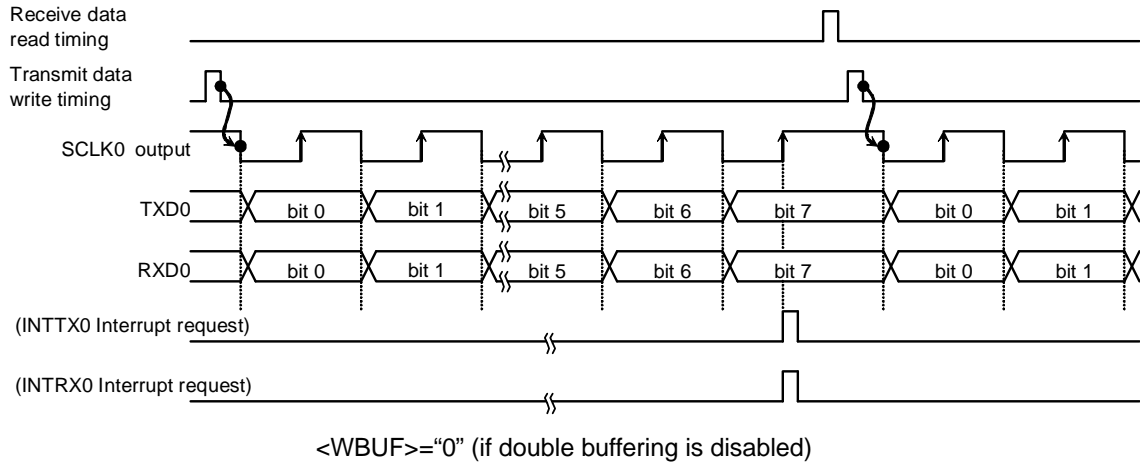 Receive data
read timing
Transmit data
write timing
SCLK0 output
TXD0
bit 0
bit 1
bit 5
bit 6
bit 7
bit 0
bit 1
RXD0
bit 0
bit 1
bit 5
bit 6
bit 7
bit 0
bit 1
(INTTX0 Interrupt request)
(INTRX0 Interrupt request)
<WBUF>=“0” (if double buffering is disabled)